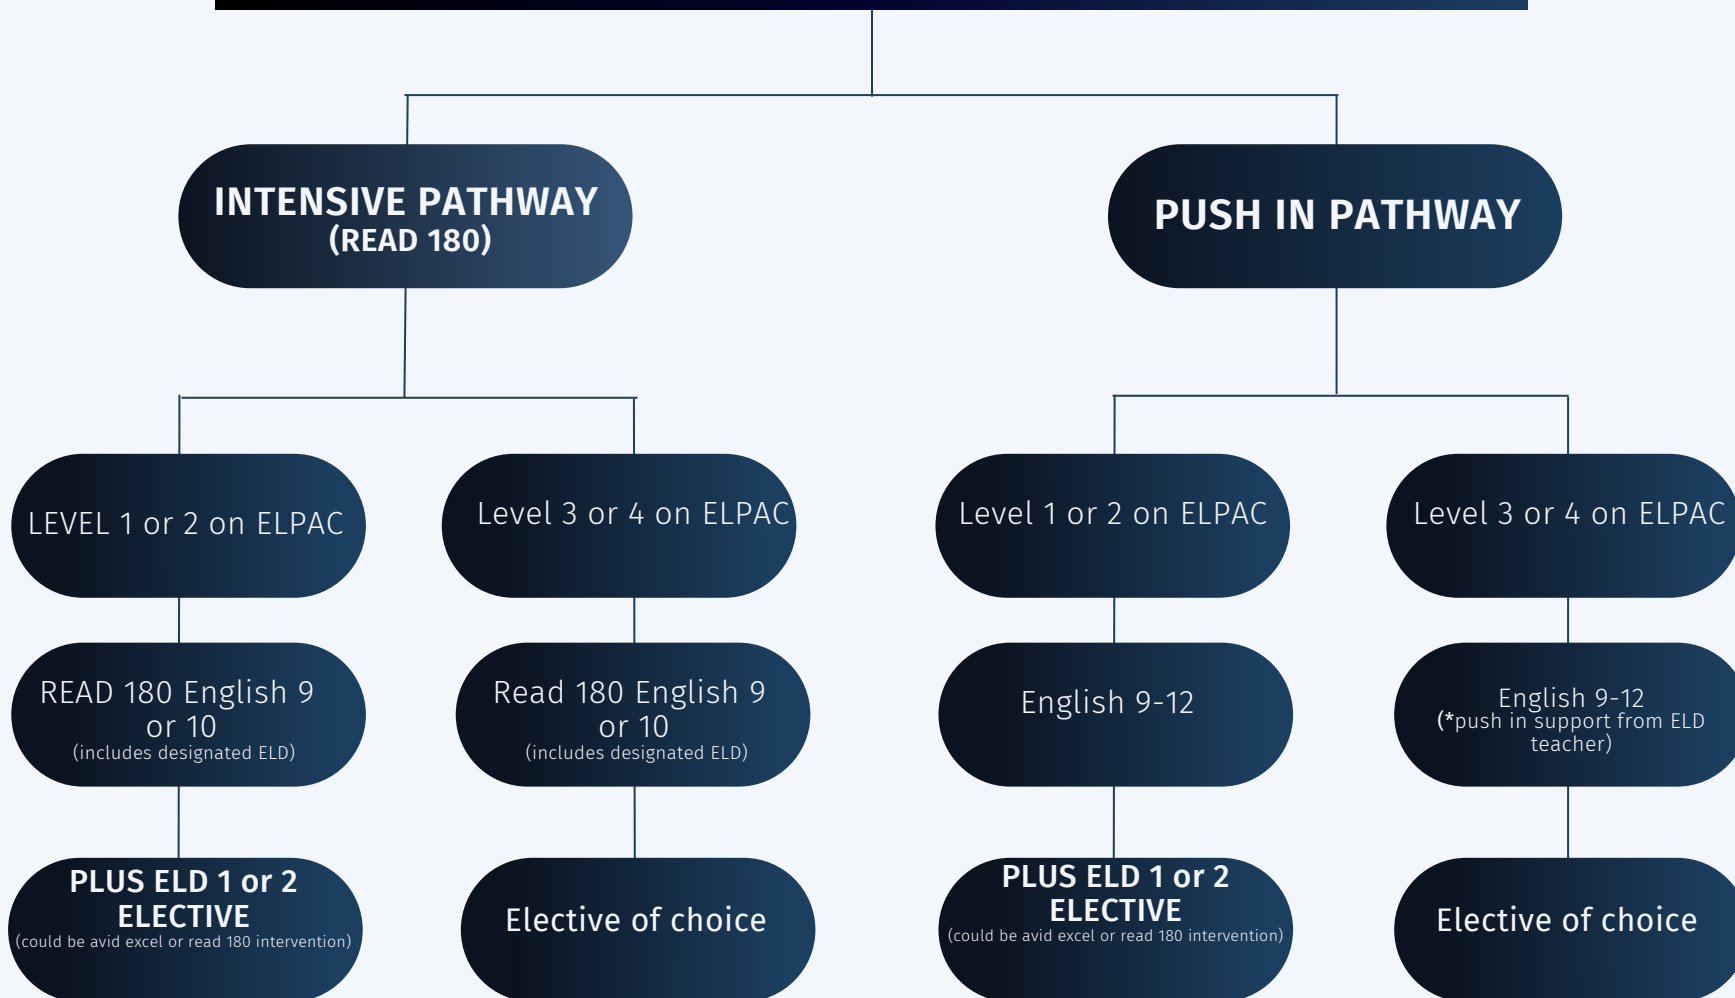 INTENSIVE PATHWAY
(READ 180)
PUSH IN PATHWAY
LEVEL 1 or 2 on ELPAC
Level 3 or 4 on ELPAC
Level 1 or 2 on ELPAC
Level 3 or 4 on ELPAC
READ 180 English 9
or 10
(includes designated ELD)
Read 180 English 9
or 10
(includes designated ELD)
English 9-12
English 9-12
(*push in support from ELD
teacher)
PLUS ELD 1 or 2
ELECTIVE
(could be avid excel or read 180 intervention)
Elective of choice
PLUS ELD 1 or 2
ELECTIVE
(could be avid excel or read 180 intervention)
Elective of choice